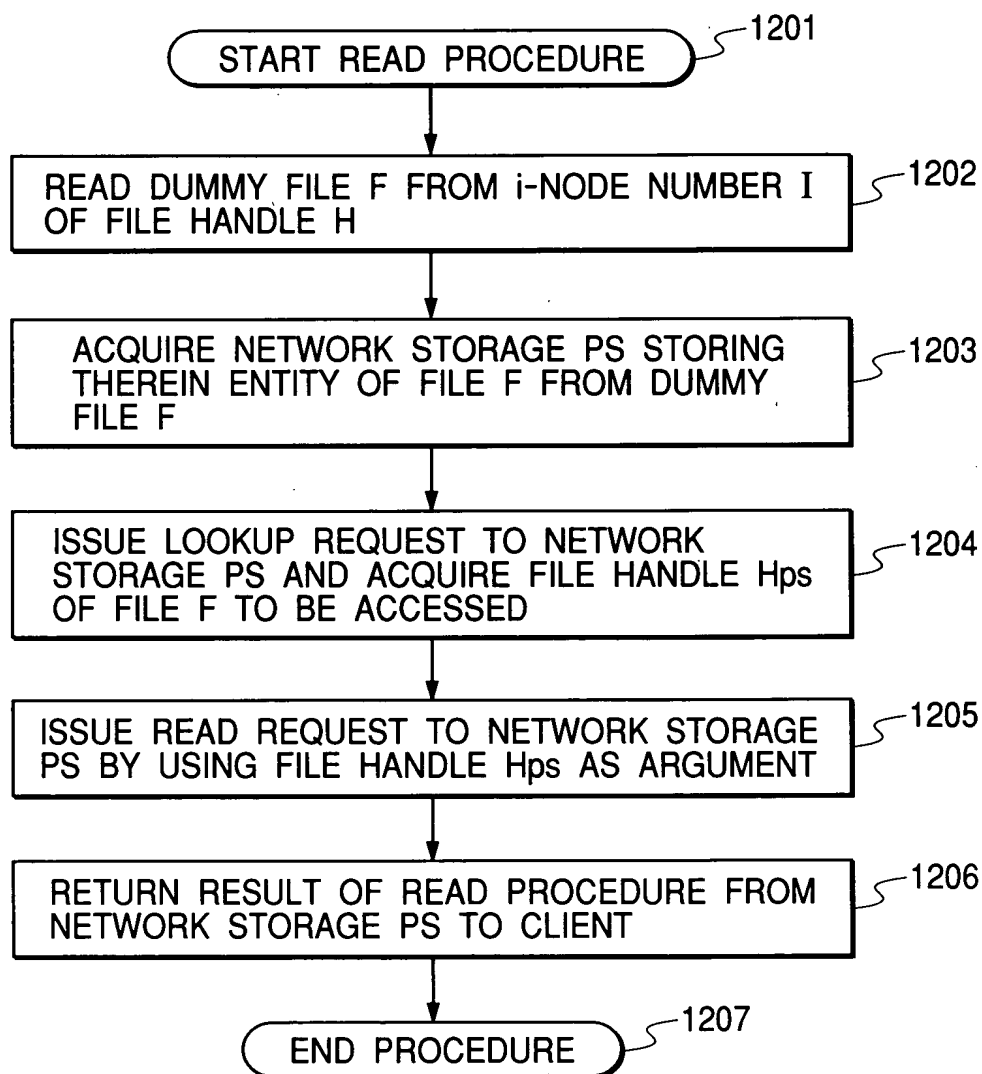 START READ PROCEDURE
1201
READ DUMMY FILE F FROM i-NODE NUMBER I
OF FILE HANDLE H
1202
ACQUIRE NETWORK STORAGE PS STORING
THEREIN ENTITY OF FILE F FROM DUMMY
FILE F
1203
ISSUE LOOKUP REQUEST TO NETWORK
STORAGE PS AND ACQUIRE FILE HANDLE Hps
OF FILE F TO BE ACCESSED
1204
ISSUE READ REQUEST TO NETWORK STORAGE
PS BY USING FILE HANDLE Hps AS ARGUMENT
1205
RETURN RESULT OF READ PROCEDURE FROM
NETWORK STORAGE PS TO CLIENT
1206
END PROCEDURE
1207